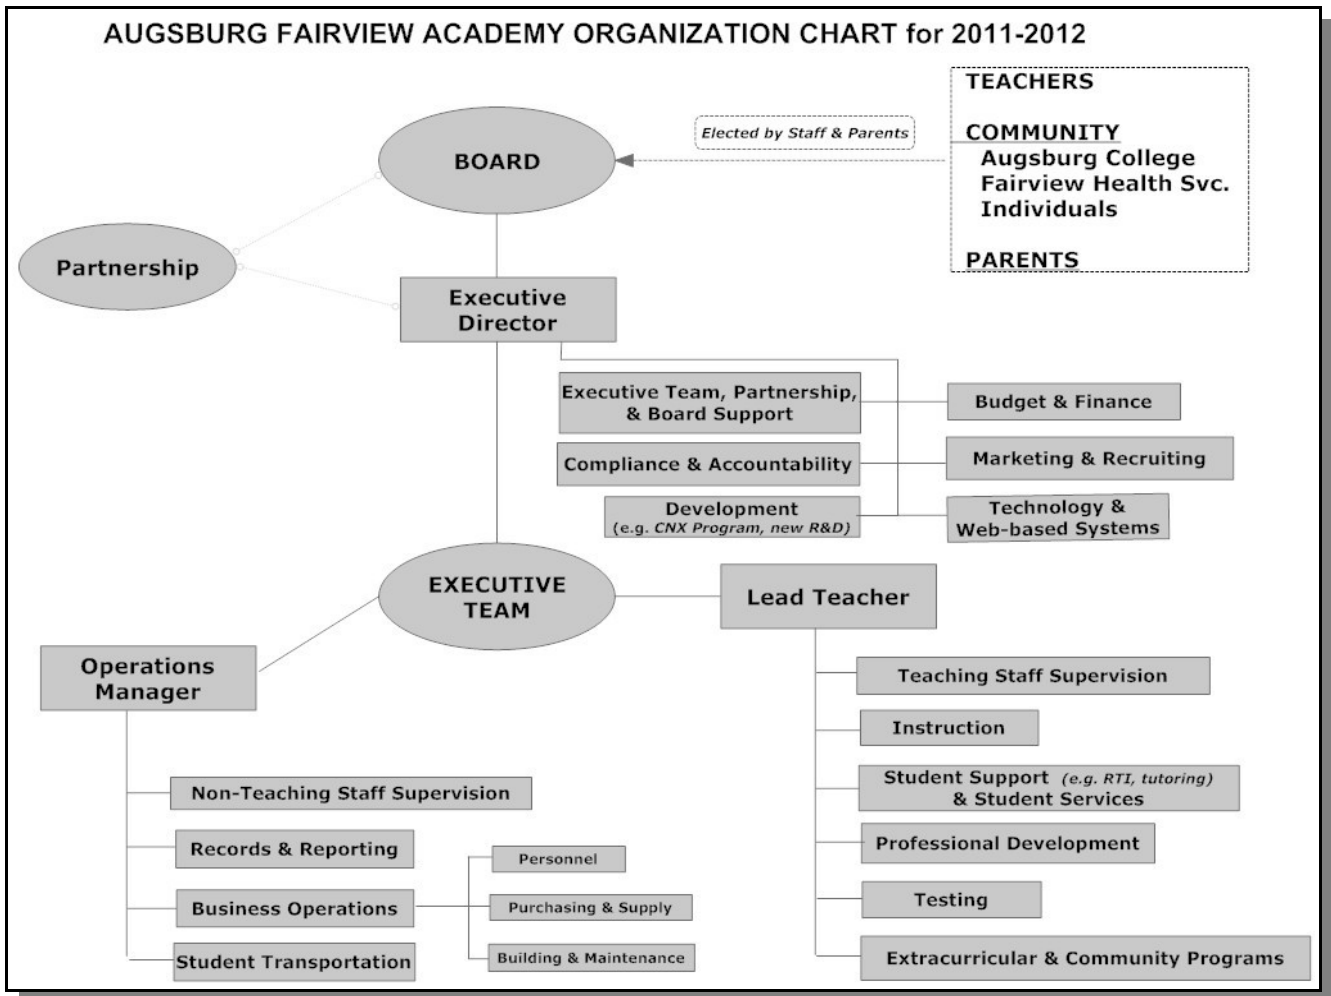 AUGSBURG FAIRVIEW ACADEMY ORGANIZATION CHART for 2011-2012
TEACHERS
COMMUNITY
Augsburg College
Fairview Health Svc.
Individuals
PARENTS
Elected by Staff & Parents
BOARD
Partnership
Executive
Director
Executive Team, Partnership,
& Board Support
Budget & Finance
Compliance & Accountability
Marketing & Recruiting
Development
(e.g. CNX Program, new R&D)
Technology &
Web-based Systems
EXECUTIVE
TEAM
Lead Teacher
Operations
Manager
Teaching Staff Supervision
Instruction
Student Support (e.g. RTI, tutoring)
& Student Services
Professional Development
Testing
Extracurricular & Community Programs
Non-Teaching Staff Supervision
Records & Reporting
Business Operations
Student Transportation
Personnel
Purchasing & Supply
Building & Maintenance